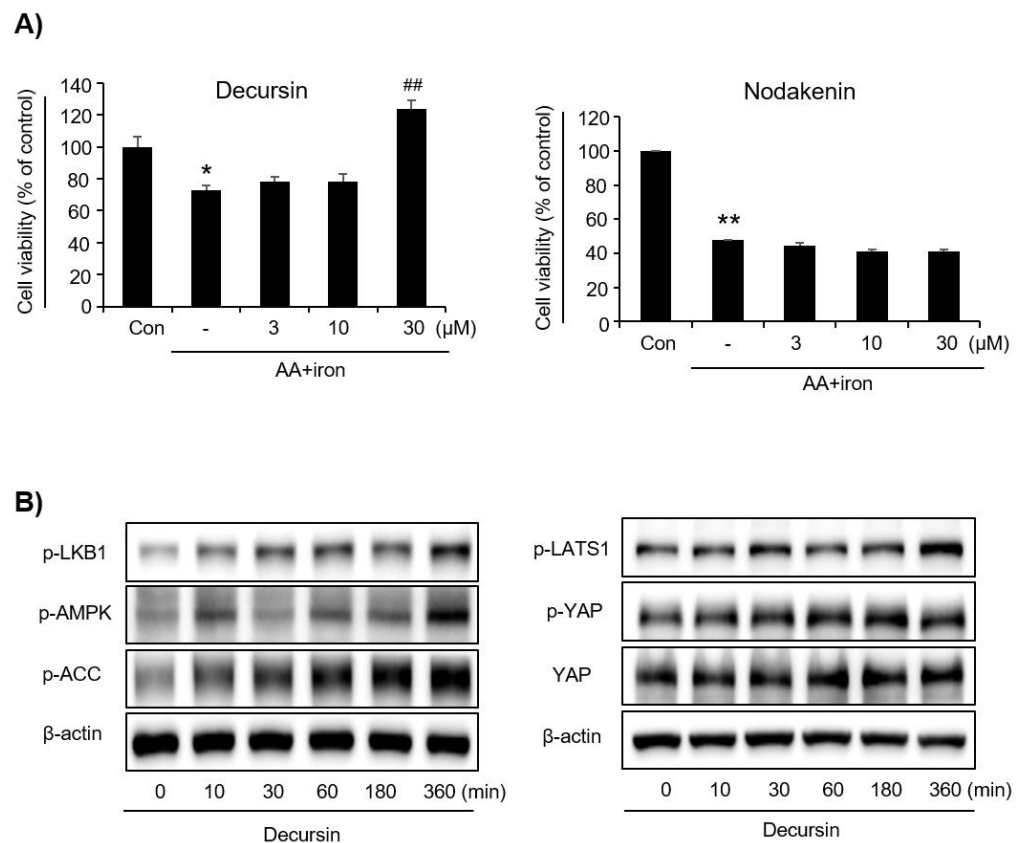 A)
Decursin
Cell viability (% of control)
140
120
100
80
60
40
20
0
*
##
Con - 3 10 30 (µM)
AA+iron
Nodakenin
Cell viability (% of control)
120
100
80
60
40
20
0
**
Con - 3 10 30 (µM)
AA+iron
B)
p-LKB1
p-AMPK
p-ACC
β-actin
0 10 30 60 180 360 (min)
Decursin
p-LATS1
p-YAP
YAP
β-actin
0 10 30 60 180 360 (min)
Decursin